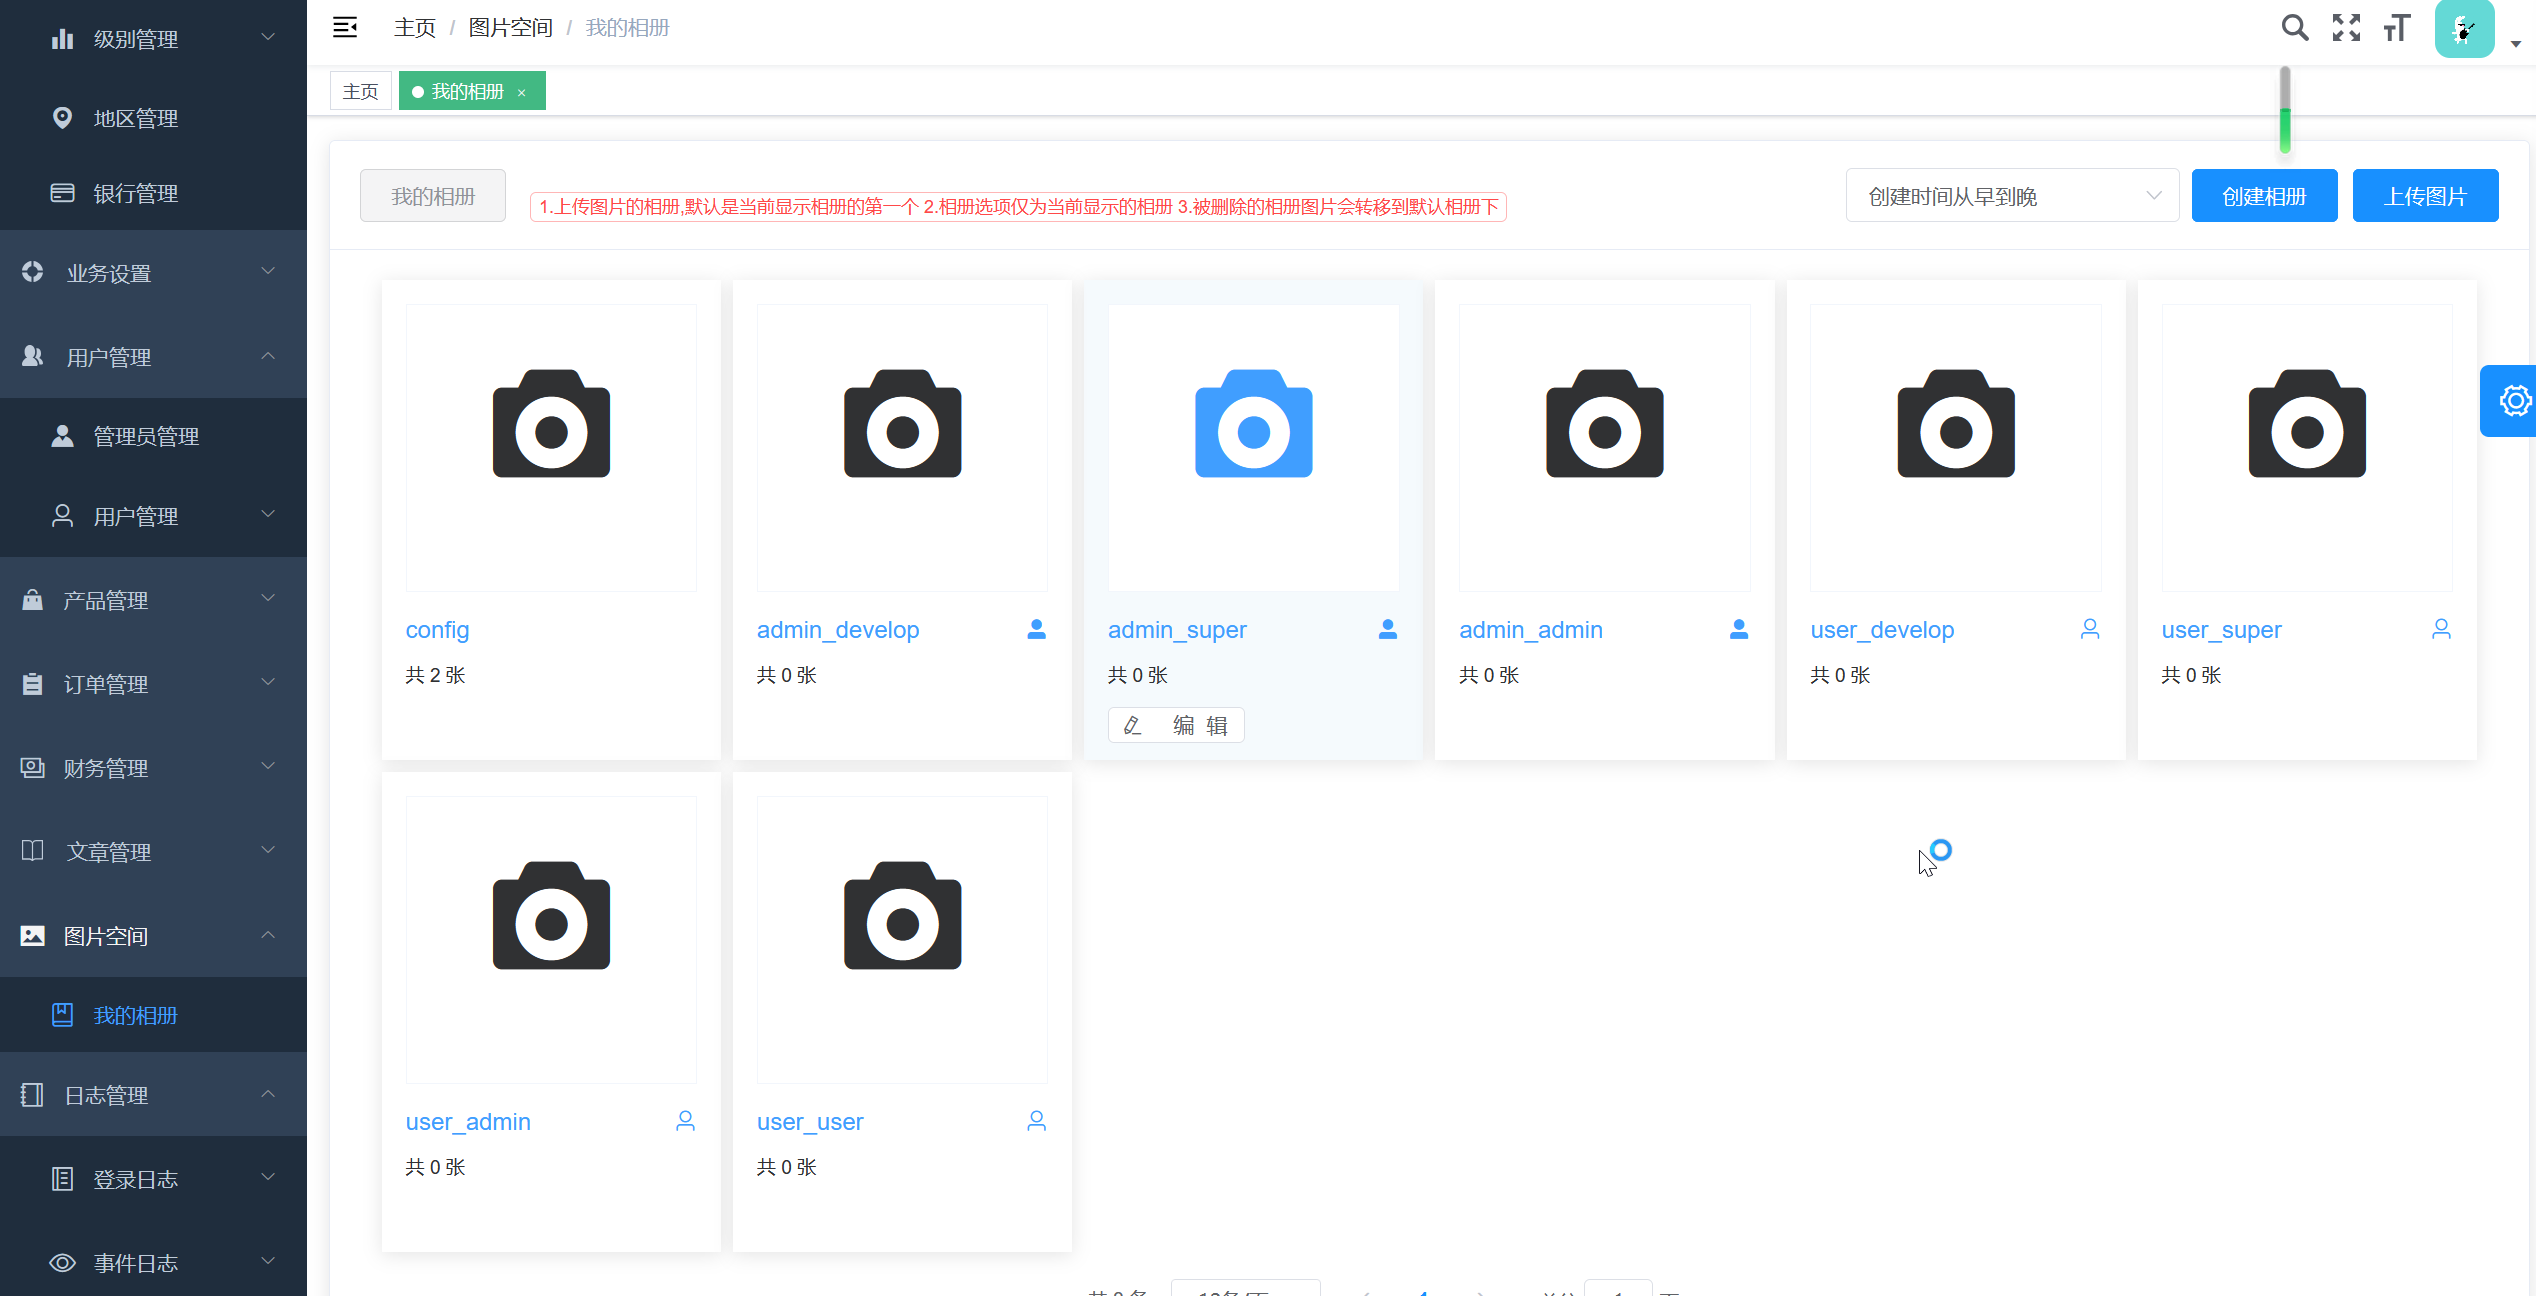 级别管理
地区管理
银行管理
业务设置
用户管理
管理员管理
用户管理
产品管理
订单管理
财务管理
文章管理
图片空间
我的相册
日志管理
登录日志
事件日志
主页 / 图片空间 / 我的相册
主页
我的相册 ×
我的相册
1.上传图片的相册,默认是当前显示相册的第一个 2.相册选项仅为当前显示的相册 3.被删除的相册图片会转移到默认相册下
创建时间从早到晚
创建相册
上传图片
config
共 2 张
admin_develop
共 0 张
admin_super
共 0 张
编 辑
admin_admin
共 0 张
user_develop
共 0 张
user_super
共 0 张
user_admin
共 0 张
user_user
共 0 张